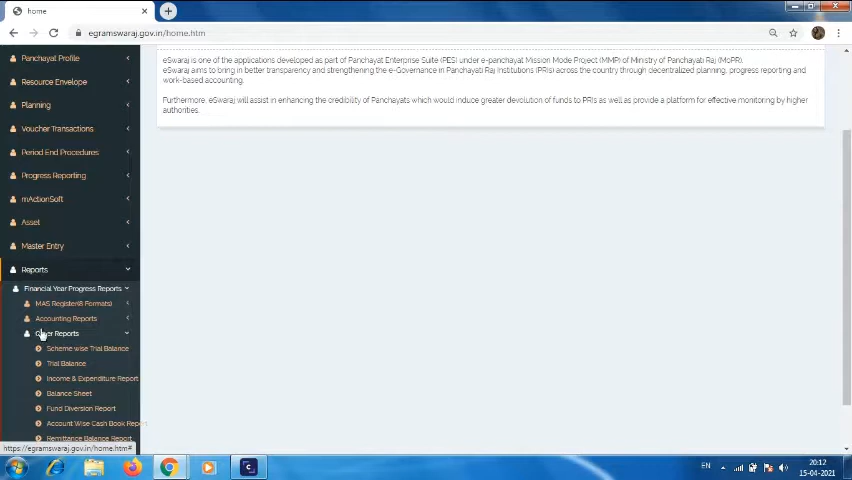 home
egramswaraj.gov.in/home.htm
Panchayat Profile
Resource Envelope
Planning
Voucher Transactions
Period End Procedures
Progress Reporting
mActionSoft
Asset
Master Entry
Reports
Financial Year Progress Reports
MAS Register(8 Formats)
Accounting Reports
Other Reports
Scheme wise Trial Balance
Trial Balance
Income & Expenditure Report
Balance Sheet
Fund Diversion Report
Account Wise Cash Book Report
Remittance Balance Report
eSwaraj is one of the applications developed as part of Panchayat Enterprise Suite (PES) under e-panchayat Mission Mode Project (MMP) of Ministry of Panchayati Raj (MoPR).
eSwaraj aims to bring in better transparency and strengthening the e-Governance in Panchayati Raj Institutions (PRIs) across the country through decentralized planning, progress reporting and
work-based accounting.
Furthermore, eSwaraj will assist in enhancing the credibility of Panchayats which would induce greater devolution of funds to PRIs as well as provide a platform for effective monitoring by higher
authorities.
https://egramswaraj.gov.in/home.htm#
EN
20:12
15-04-2021